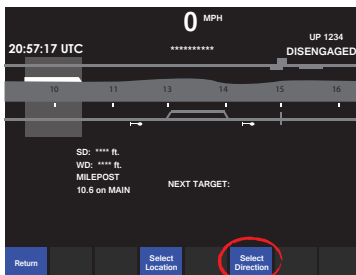 0 MPH
UP 1234
20:57:17 UTC
**********
DISENGAGED
10 11 13 14 15 16
SD: **** ft.
WD: **** ft.
MILEPOST
10.6 on MAIN
NEXT TARGET:
Return
Select Location
Select Direction